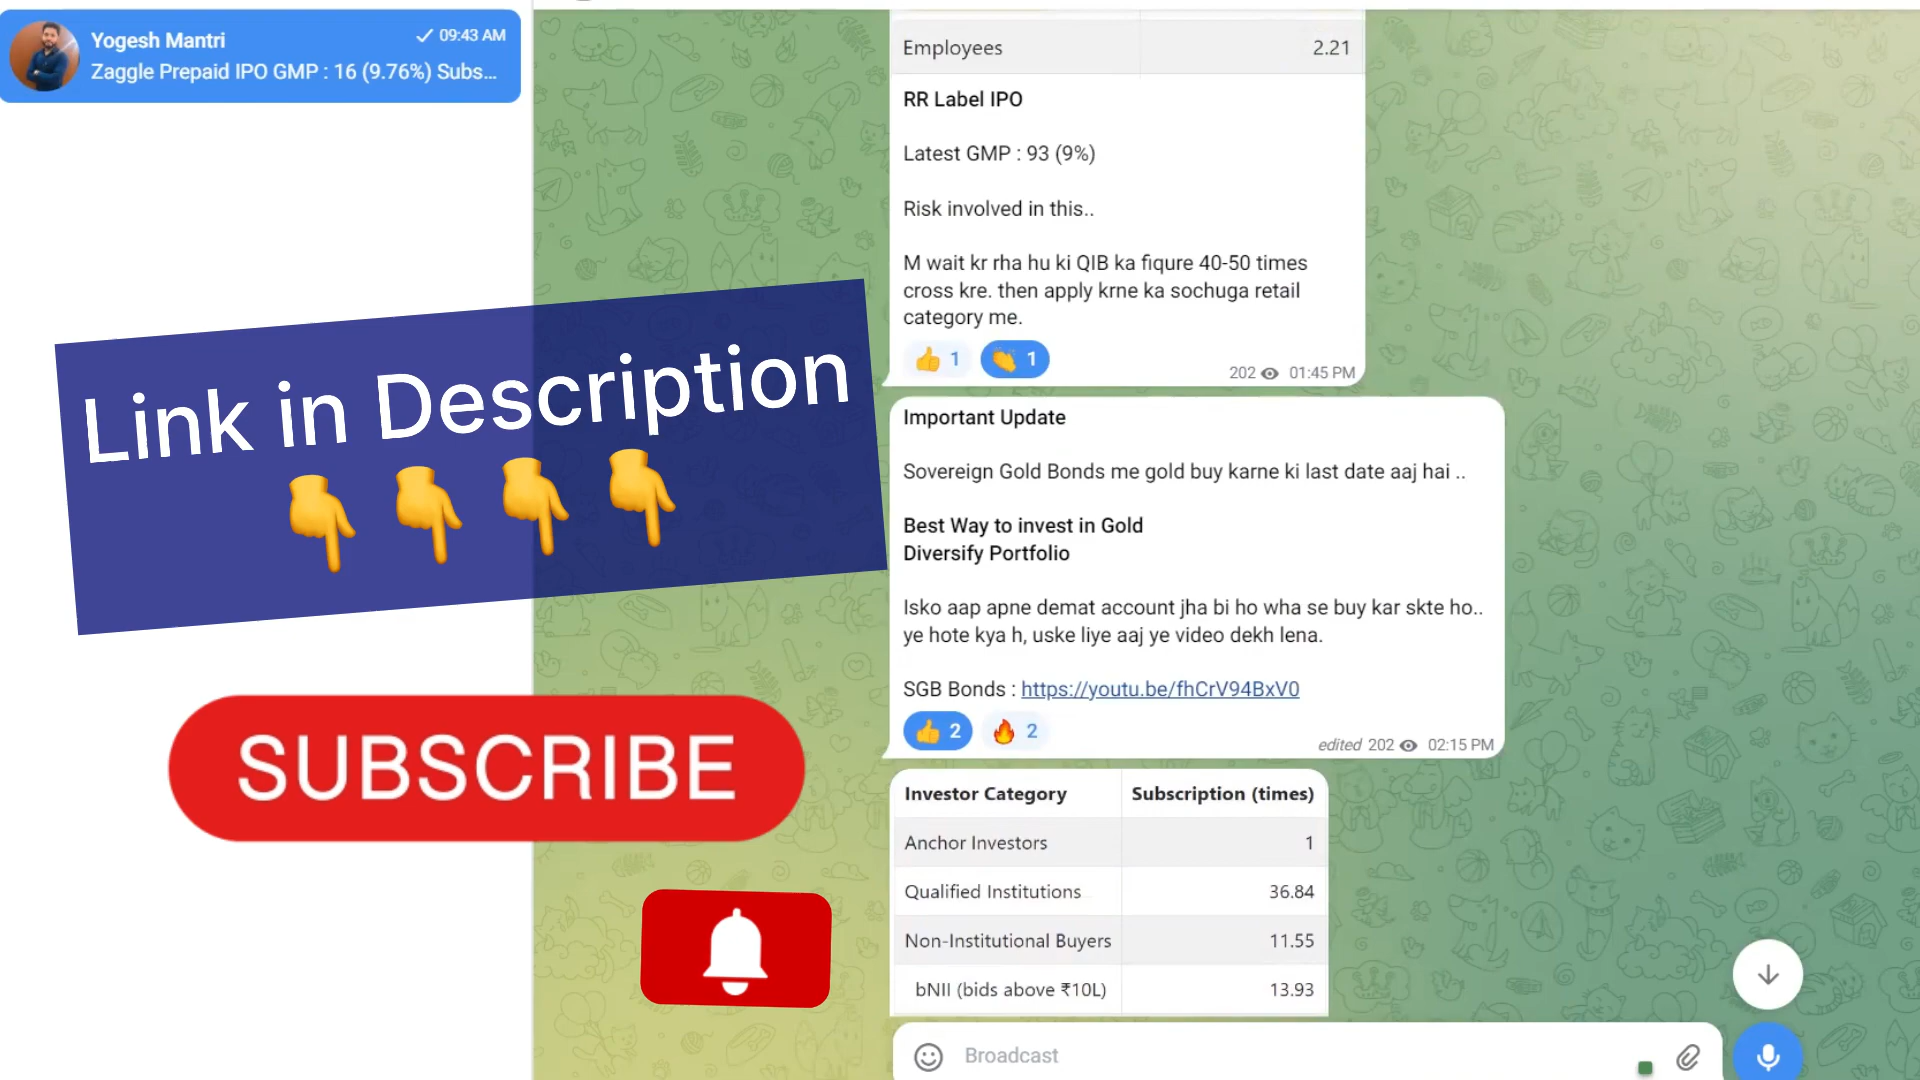 Yogesh Mantri
09:43 AM
Zaggle Prepaid IPO GMP : 16 (9.76%) Subs...
Link in Description
SUBSCRIBE
Employees 2.21
RR Label IPO
Latest GMP : 93 (9%)
Risk involved in this..
M wait kr rha hu ki QIB ka fiqure 40-50 times
cross kre. then apply krne ka sochuga retail
category me.
1 1
202 01:45 PM
Important Update
Sovereign Gold Bonds me gold buy karne ki last date aaj hai ..
Best Way to invest in Gold
Diversify Portfolio
Isko aap apne demat account jha bi ho wha se buy kar skte ho..
ye hote kya h, uske liye aaj ye video dekh lena.
SGB Bonds : https://youtu.be/fhCrV94BxV0
2 2
edited 202 02:15 PM
Investor Category Subscription (times)
Anchor Investors 1
Qualified Institutions 36.84
Non-Institutional Buyers 11.55
bNII (bids above ₹10L) 13.93
Broadcast